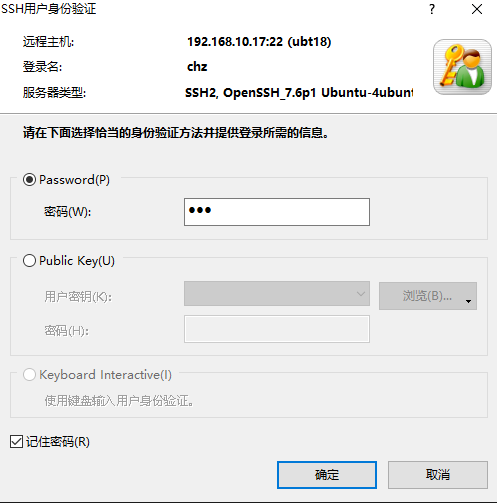 SSH用户身份验证
远程主机: 192.168.10.17:22 (ubt18)
登录名: chz
服务器类型: SSH2, OpenSSH_7.6p1 Ubuntu-4ubunt
请在下面选择恰当的身份验证方法并提供登录所需的信息。
Password(P)
密码(W): ●●●
Public Key(U)
用户密钥(K): 浏览(B)...
密码(H):
Keyboard Interactive(I)
使用键盘输入用户身份验证。
记住密码(R)
确定 取消